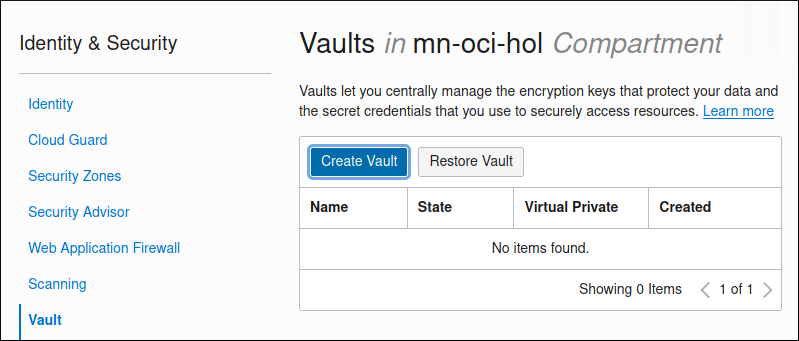 Identity & Security
Identity
Cloud Guard
Security Zones
Security Advisor
Web Application Firewall
Scanning
Vault
Vaults in mn-oci-hol Compartment
Vaults let you centrally manage the encryption keys that protect your data and
the secret credentials that you use to securely access resources. Learn more
Create Vault Restore Vault
Name State Virtual Private Created
No items found.
Showing 0 Items < 1 of 1 >